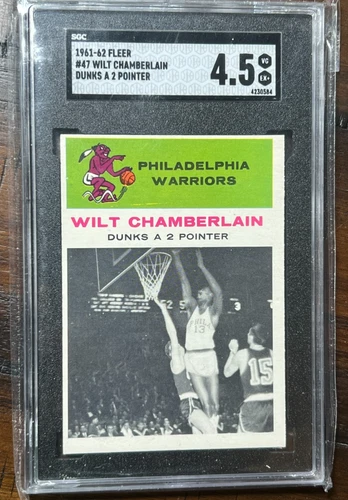 SGC
1961-62 FLEER
#47 WILT CHAMBERLAIN
DUNKS A 2 POINTER
4.5
VG
EX+
4230584
PHILADELPHIA
WARRIORS
WILT CHAMBERLAIN
DUNKS A 2 POINTER
PHILA
13
15